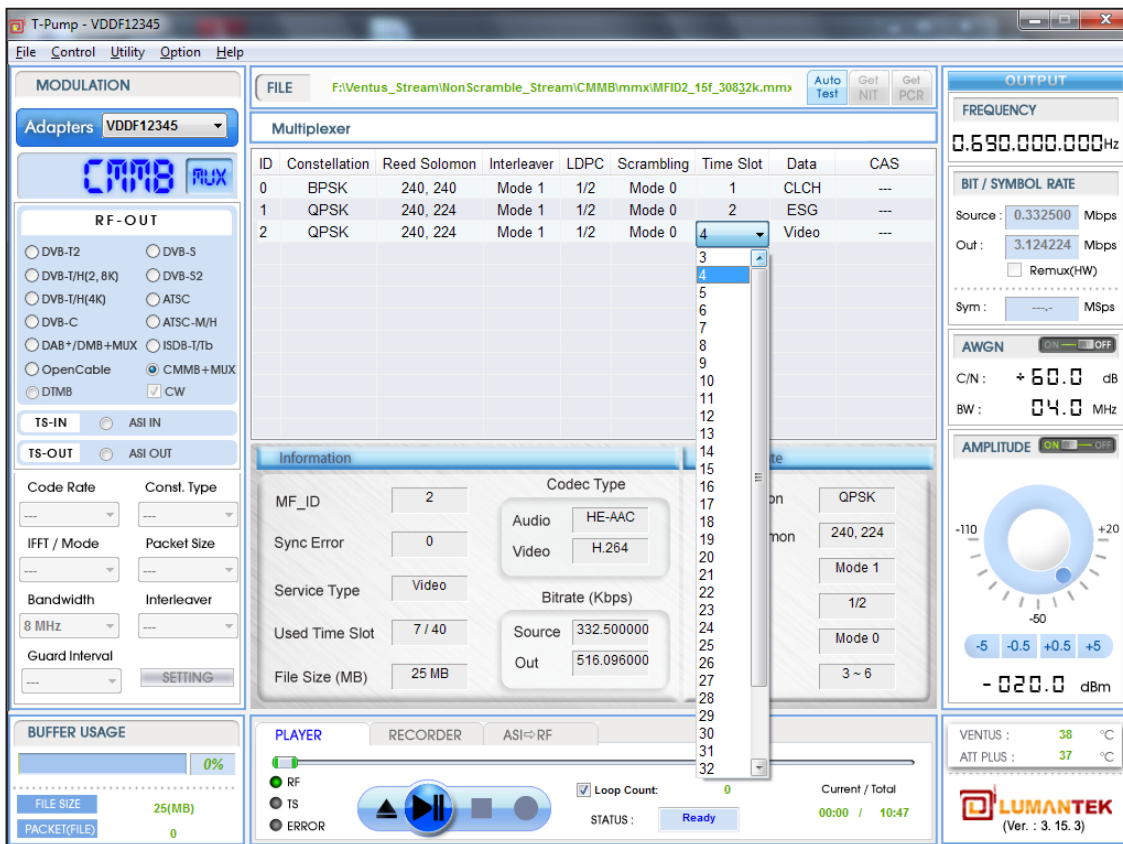 T-Pump - VDDF12345
File Control Utility Option Help
MODULATION
Adapters VDDF12345
CMMB MUX
RF-OUT
DVB-T2 DVB-S
DVB-T/H(2, 8K) DVB-S2
DVB-T/H(4K) ATSC
DVB-C ATSC-M/H
DAB+/DMB+MUX ISDB-T/Tb
OpenCable CMMB+MUX
DTMB CW
TS-IN ASI IN
TS-OUT ASI OUT
Code Rate Const. Type
--- ---
IFFT / Mode Packet Size
--- ---
Bandwidth Interleaver
8 MHz ---
Guard Interval
--- SETTING
BUFFER USAGE
0%
FILE SIZE 25(MB)
PACKET(FILE) 0
FILE F:\Ventus_Stream\NonScramble_Stream\CMMB\mmx\MFID2_15f_30832k.mmx
Auto Test Get NIT Get PCR
Multiplexer
ID Constellation Reed Solomon Interleaver LDPC Scrambling Time Slot Data CAS
0 BPSK 240, 240 Mode 1 1/2 Mode 0 1 CLCH ---
1 QPSK 240, 224 Mode 1 1/2 Mode 0 2 ESG ---
2 QPSK 240, 224 Mode 1 1/2 Mode 0 4 Video ---
3
4
5
6
7
8
9
10
11
12
13
14
15
16
17
18
19
20
21
22
23
24
25
26
27
28
29
30
31
32
Information
MF_ID 2
Sync Error 0
Service Type Video
Used Time Slot 7 / 40
File Size (MB) 25 MB
Codec Type
Audio HE-AAC
Video H.264
Bitrate (Kbps)
Source 332.500000
Out 516.096000
QPSK
240, 224
Mode 1
1/2
Mode 0
3 ~ 6
PLAYER RECORDER ASI⇨RF
RF
TS
ERROR
Loop Count: 0
STATUS : Ready
Current / Total
00:00 / 10:47
OUTPUT
FREQUENCY
0.690.000.000Hz
BIT / SYMBOL RATE
Source : 0.332500 Mbps
Out : 3.124224 Mbps
Remux(HW)
Sym : ---.- MSps
AWGN ON OFF
C/N : +60.0 dB
BW : 04.0 MHz
AMPLITUDE ON OFF
-110 +20
-50
-5 -0.5 +0.5 +5
-020.0 dBm
VENTUS : 38 °C
ATT PLUS : 37 °C
LUMANTEK
(Ver. : 3. 15. 3)